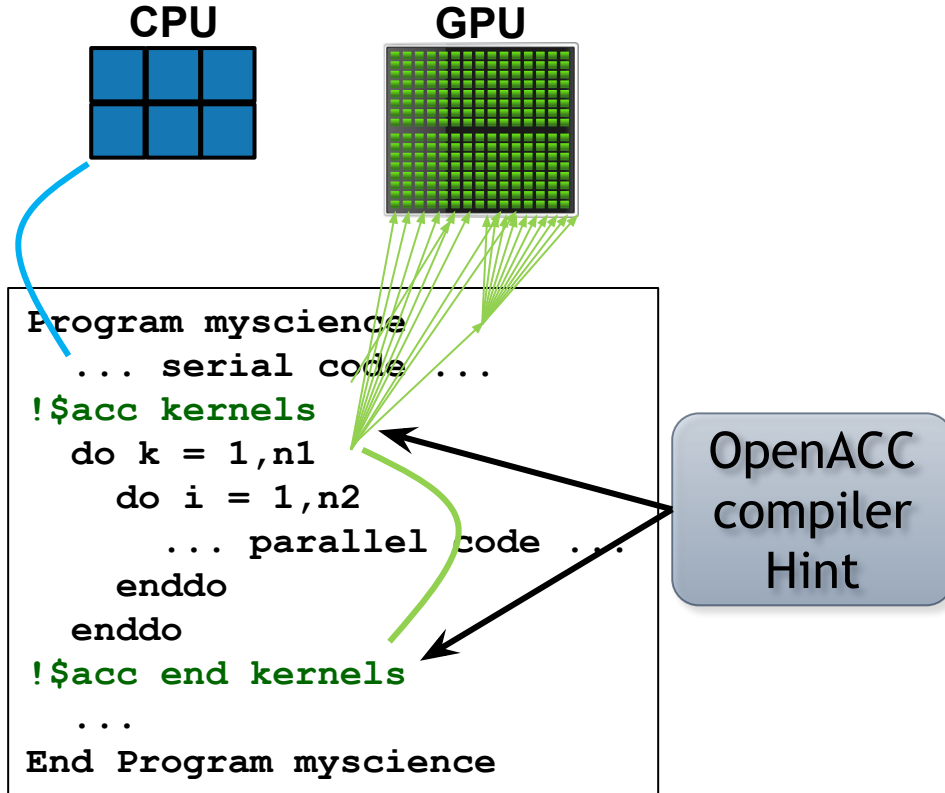 CPU
GPU
Program myscience
... serial code ...
!$acc kernels
do k = 1,n1
do i = 1,n2
... parallel code ...
enddo
enddo
!$acc end kernels
...
End Program myscience
OpenACC
compiler
Hint